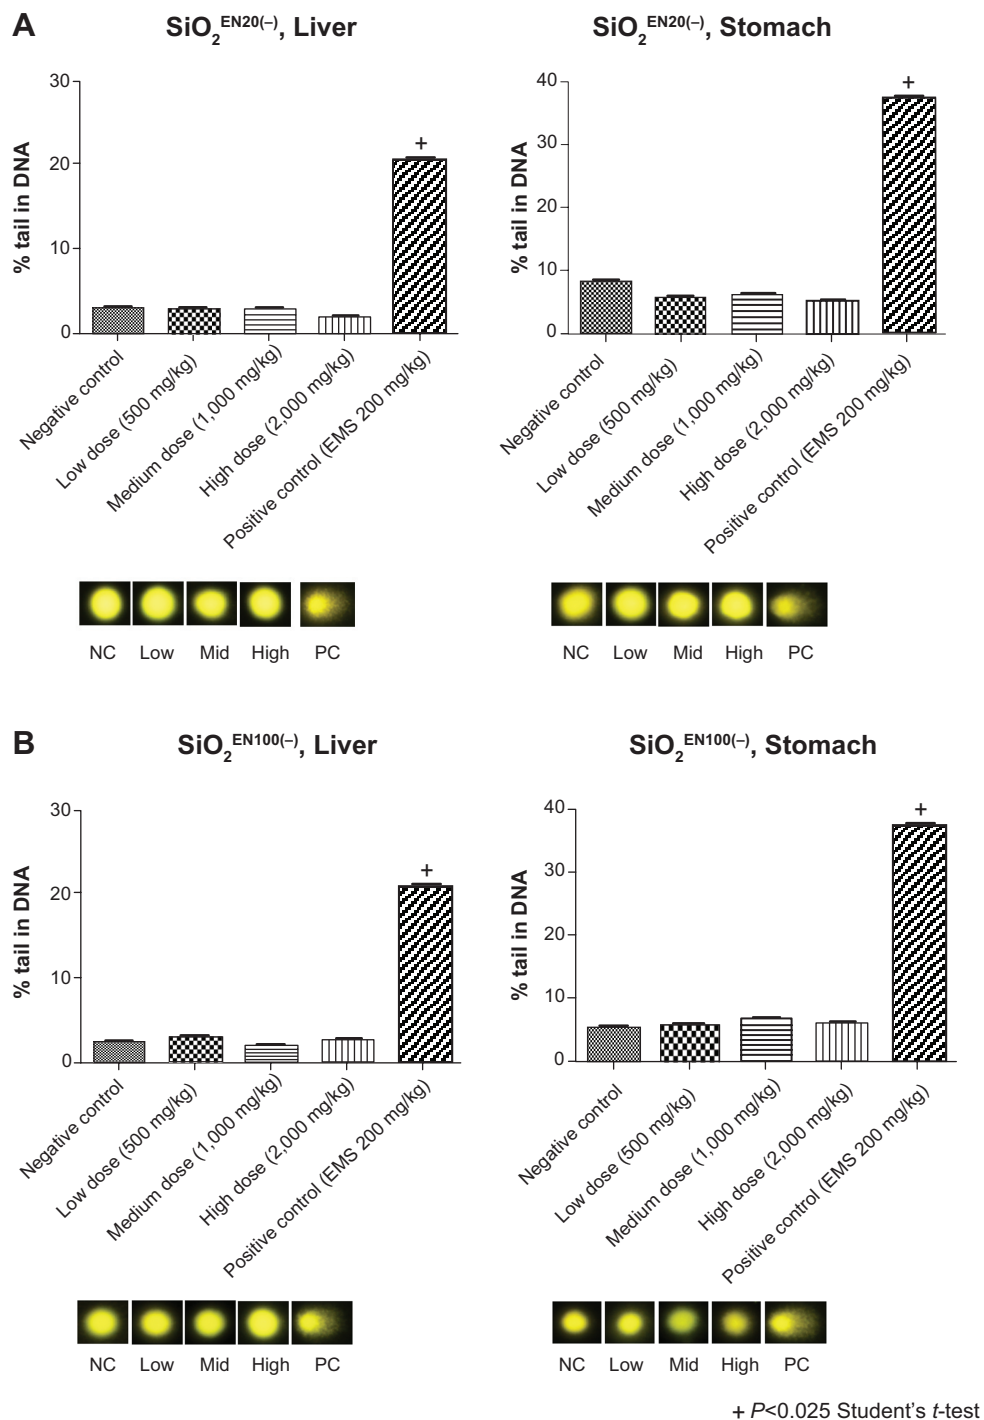 A
SiO2EN20(–), Liver
SiO2EN20(–), Stomach
% tail in DNA
30
20
10
0
+
Negative control
Low dose (500 mg/kg)
Medium dose (1,000 mg/kg)
High dose (2,000 mg/kg)
Positive control (EMS 200 mg/kg)
NC Low Mid High PC
% tail in DNA
40
30
20
10
0
+
Negative control
Low dose (500 mg/kg)
Medium dose (1,000 mg/kg)
High dose (2,000 mg/kg)
Positive control (EMS 200 mg/kg)
NC Low Mid High PC
B
SiO2EN100(–), Liver
SiO2EN100(–), Stomach
% tail in DNA
30
20
10
0
+
Negative control
Low dose (500 mg/kg)
Medium dose (1,000 mg/kg)
High dose (2,000 mg/kg)
Positive control (EMS 200 mg/kg)
NC Low Mid High PC
% tail in DNA
40
30
20
10
0
+
Negative control
Low dose (500 mg/kg)
Medium dose (1,000 mg/kg)
High dose (2,000 mg/kg)
Positive control (EMS 200 mg/kg)
NC Low Mid High PC
+ P<0.025 Student's t-test